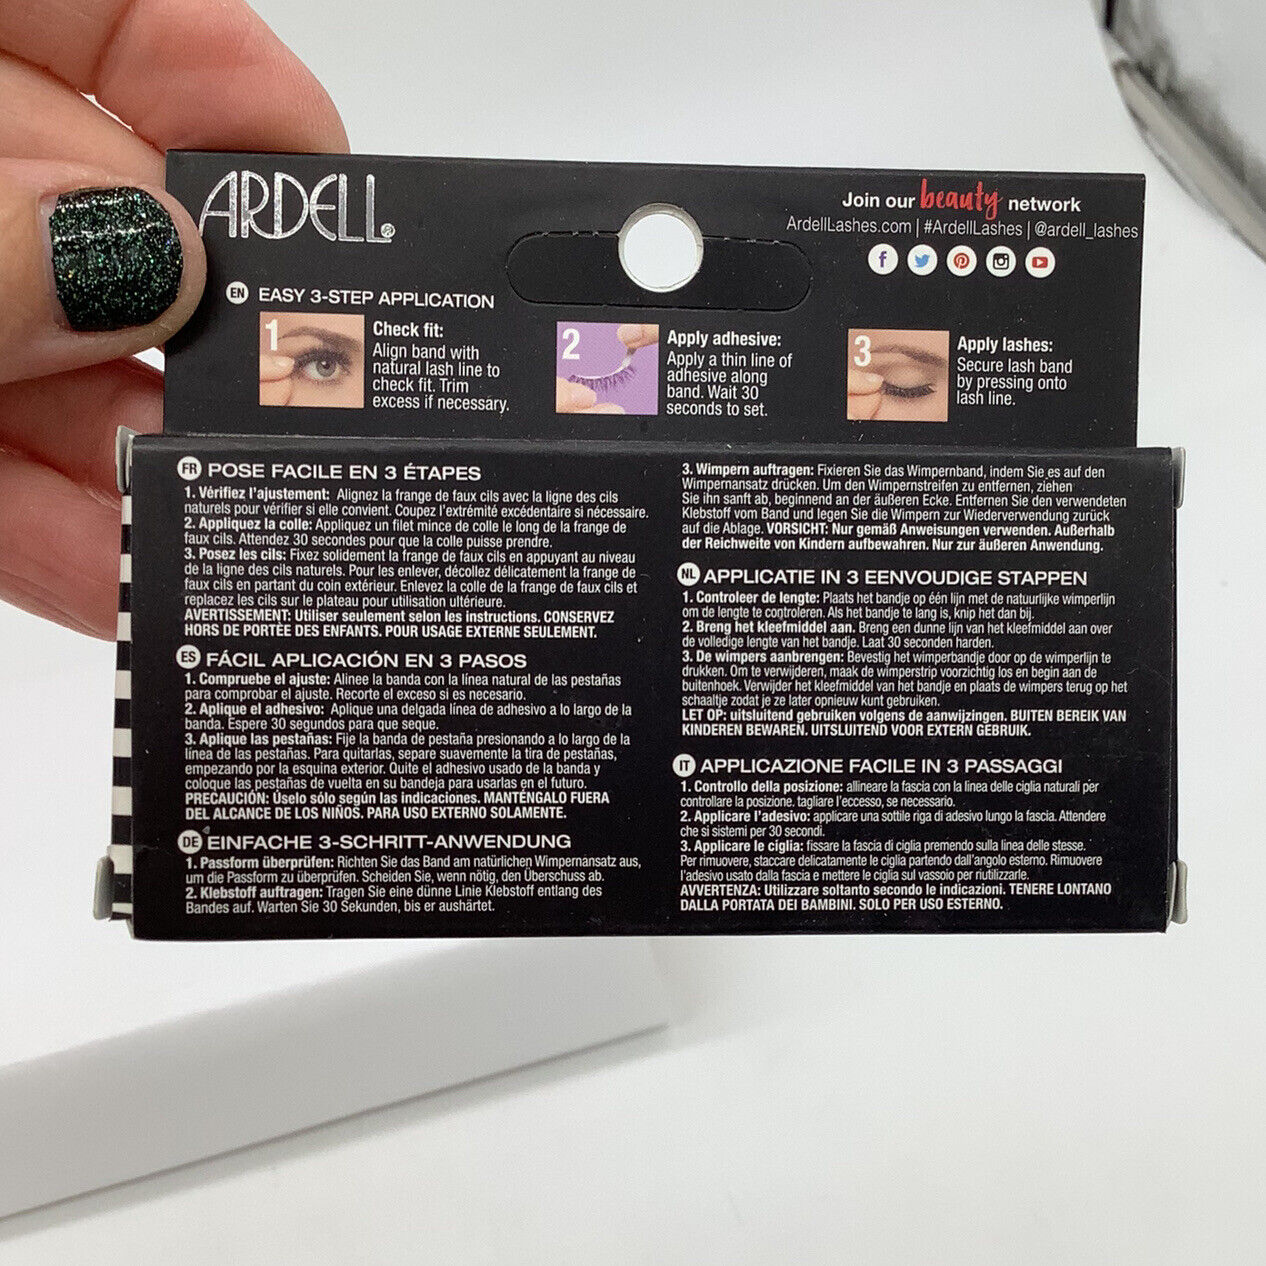 ARDELL®
Join our beauty network
ArdellLashes.com | #ArdellLashes | @ardell_lashes
EN EASY 3-STEP APPLICATION
1
Check fit:
Align band with
natural lash line to
check fit. Trim
excess if necessary.
2
Apply adhesive:
Apply a thin line of
adhesive along
band. Wait 30
seconds to set.
3
Apply lashes:
Secure lash band
by pressing onto
lash line.
FR POSE FACILE EN 3 ÉTAPES
1. Vérifiez l'ajustement: Alignez la frange de faux cils avec la ligne des cils
naturels pour vérifier si elle convient. Coupez l'extrémité excédentaire si nécessaire.
2. Appliquez la colle: Appliquez un filet mince de colle le long de la frange de
faux cils. Attendez 30 secondes pour que la colle puisse prendre.
3. Posez les cils: Fixez solidement la frange de faux cils en appuyant au niveau
de la ligne des cils naturels. Pour les enlever, décollez délicatement la frange de
faux cils en partant du coin extérieur. Enlevez la colle de la frange de faux cils et
replacez les cils sur le plateau pour utilisation ultérieure.
AVERTISSEMENT: Utiliser seulement selon les instructions. CONSERVEZ
HORS DE PORTÈE DES ENFANTS. POUR USAGE EXTERNE SEULEMENT.
ES FÁCIL APLICACIÓN EN 3 PASOS
1. Compruebe el ajuste: Alinee la banda con la línea natural de las pestañas
para comprobar el ajuste. Recorte el exceso si es necesario.
2. Aplique el adhesivo: Aplique una delgada línea de adhesivo a lo largo de la
banda. Espere 30 segundos para que seque.
3. Aplique las pestañas: Fije la banda de pestaña presionando a lo largo de la
línea de las pestañas. Para quitarlas, separe suavemente la tira de pestañas,
empezando por la esquina exterior. Quite el adhesivo usado de la banda y
coloque las pestañas de vuelta en su bandeja para usarlas en el futuro.
PRECAUCIÓN: Úselo sólo según las indicaciones. MANTÉNGALO FUERA
DEL ALCANCE DE LOS NIÑOS. PARA USO EXTERNO SOLAMENTE.
DE EINFACHE 3-SCHRITT-ANWENDUNG
1. Passform überprüfen: Richten Sie das Band am natürlichen Wimpernansatz aus,
um die Passform zu überprüfen. Scheiden Sie, wenn nötig, den Überschuss ab.
2. Klebstoff auftragen: Tragen Sie eine dünne Linie Klebstoff entlang des
Bandes auf. Warten Sie 30 Sekunden, bis er aushärtet.
3. Wimpern auftragen: Fixieren Sie das Wimpernband, indem Sie es auf den
Wimpernansatz drücken. Um den Wimpernstreifen zu entfernen, ziehen
Sie ihn sanft ab, beginnend an der äußeren Ecke. Entfernen Sie den verwendeten
Klebstoff vom Band und legen Sie die Wimpern zur Wiederverwendung zurück
auf die Ablage. VORSICHT: Nur gemäß Anweisungen verwenden. Außerhalb
der Reichweite von Kindern aufbewahren. Nur zur äußeren Anwendung.
NL APPLICATIE IN 3 EENVOUDIGE STAPPEN
1. Controleer de lengte: Plaats het bandje op één lijn met de natuurlijke wimperlijn
om de lengte te controleren. Als het bandje te lang is, knip het dan bij.
2. Breng het kleefmiddel aan. Breng een dunne lijn van het kleefmiddel aan over
de volledige lengte van het bandje. Laat 30 seconden harden.
3. De wimpers aanbrengen: Bevestig het wimperbandje door op de wimperlijn te
drukken. Om te verwijderen, maak de wimperstrip voorzichtig los en begin aan de
buitenhoek. Verwijder het kleefmiddel van het bandje en plaats de wimpers terug op het
schaaltje zodat je ze later opnieuw kunt gebruiken.
LET OP: uitsluitend gebruiken volgens de aanwijzingen. BUITEN BEREIK VAN
KINDEREN BEWAREN. UITSLUITEND VOOR EXTERN GEBRUIK.
IT APPLICAZIONE FACILE IN 3 PASSAGGI
1. Controllo della posizione: allineare la fascia con la linea delle ciglia naturali per
controllare la posizione. tagliare l'eccesso, se necessario.
2. Applicare l'adesivo: applicare una sottile riga di adesivo lungo la fascia. Attendere
che si sistemi per 30 secondi.
3. Applicare le ciglia: fissare la fascia di ciglia premendo sulla linea delle stesse.
Per rimuovere, staccare delicatamente le ciglia partendo dall'angolo esterno. Rimuovere
l'adesivo usato dalla fascia e mettere le ciglia sul vassoio per riutilizzarle.
AVVERTENZA: Utilizzare soltanto secondo le indicazioni. TENERE LONTANO
DALLA PORTATA DEI BAMBINI. SOLO PER USO ESTERNO.